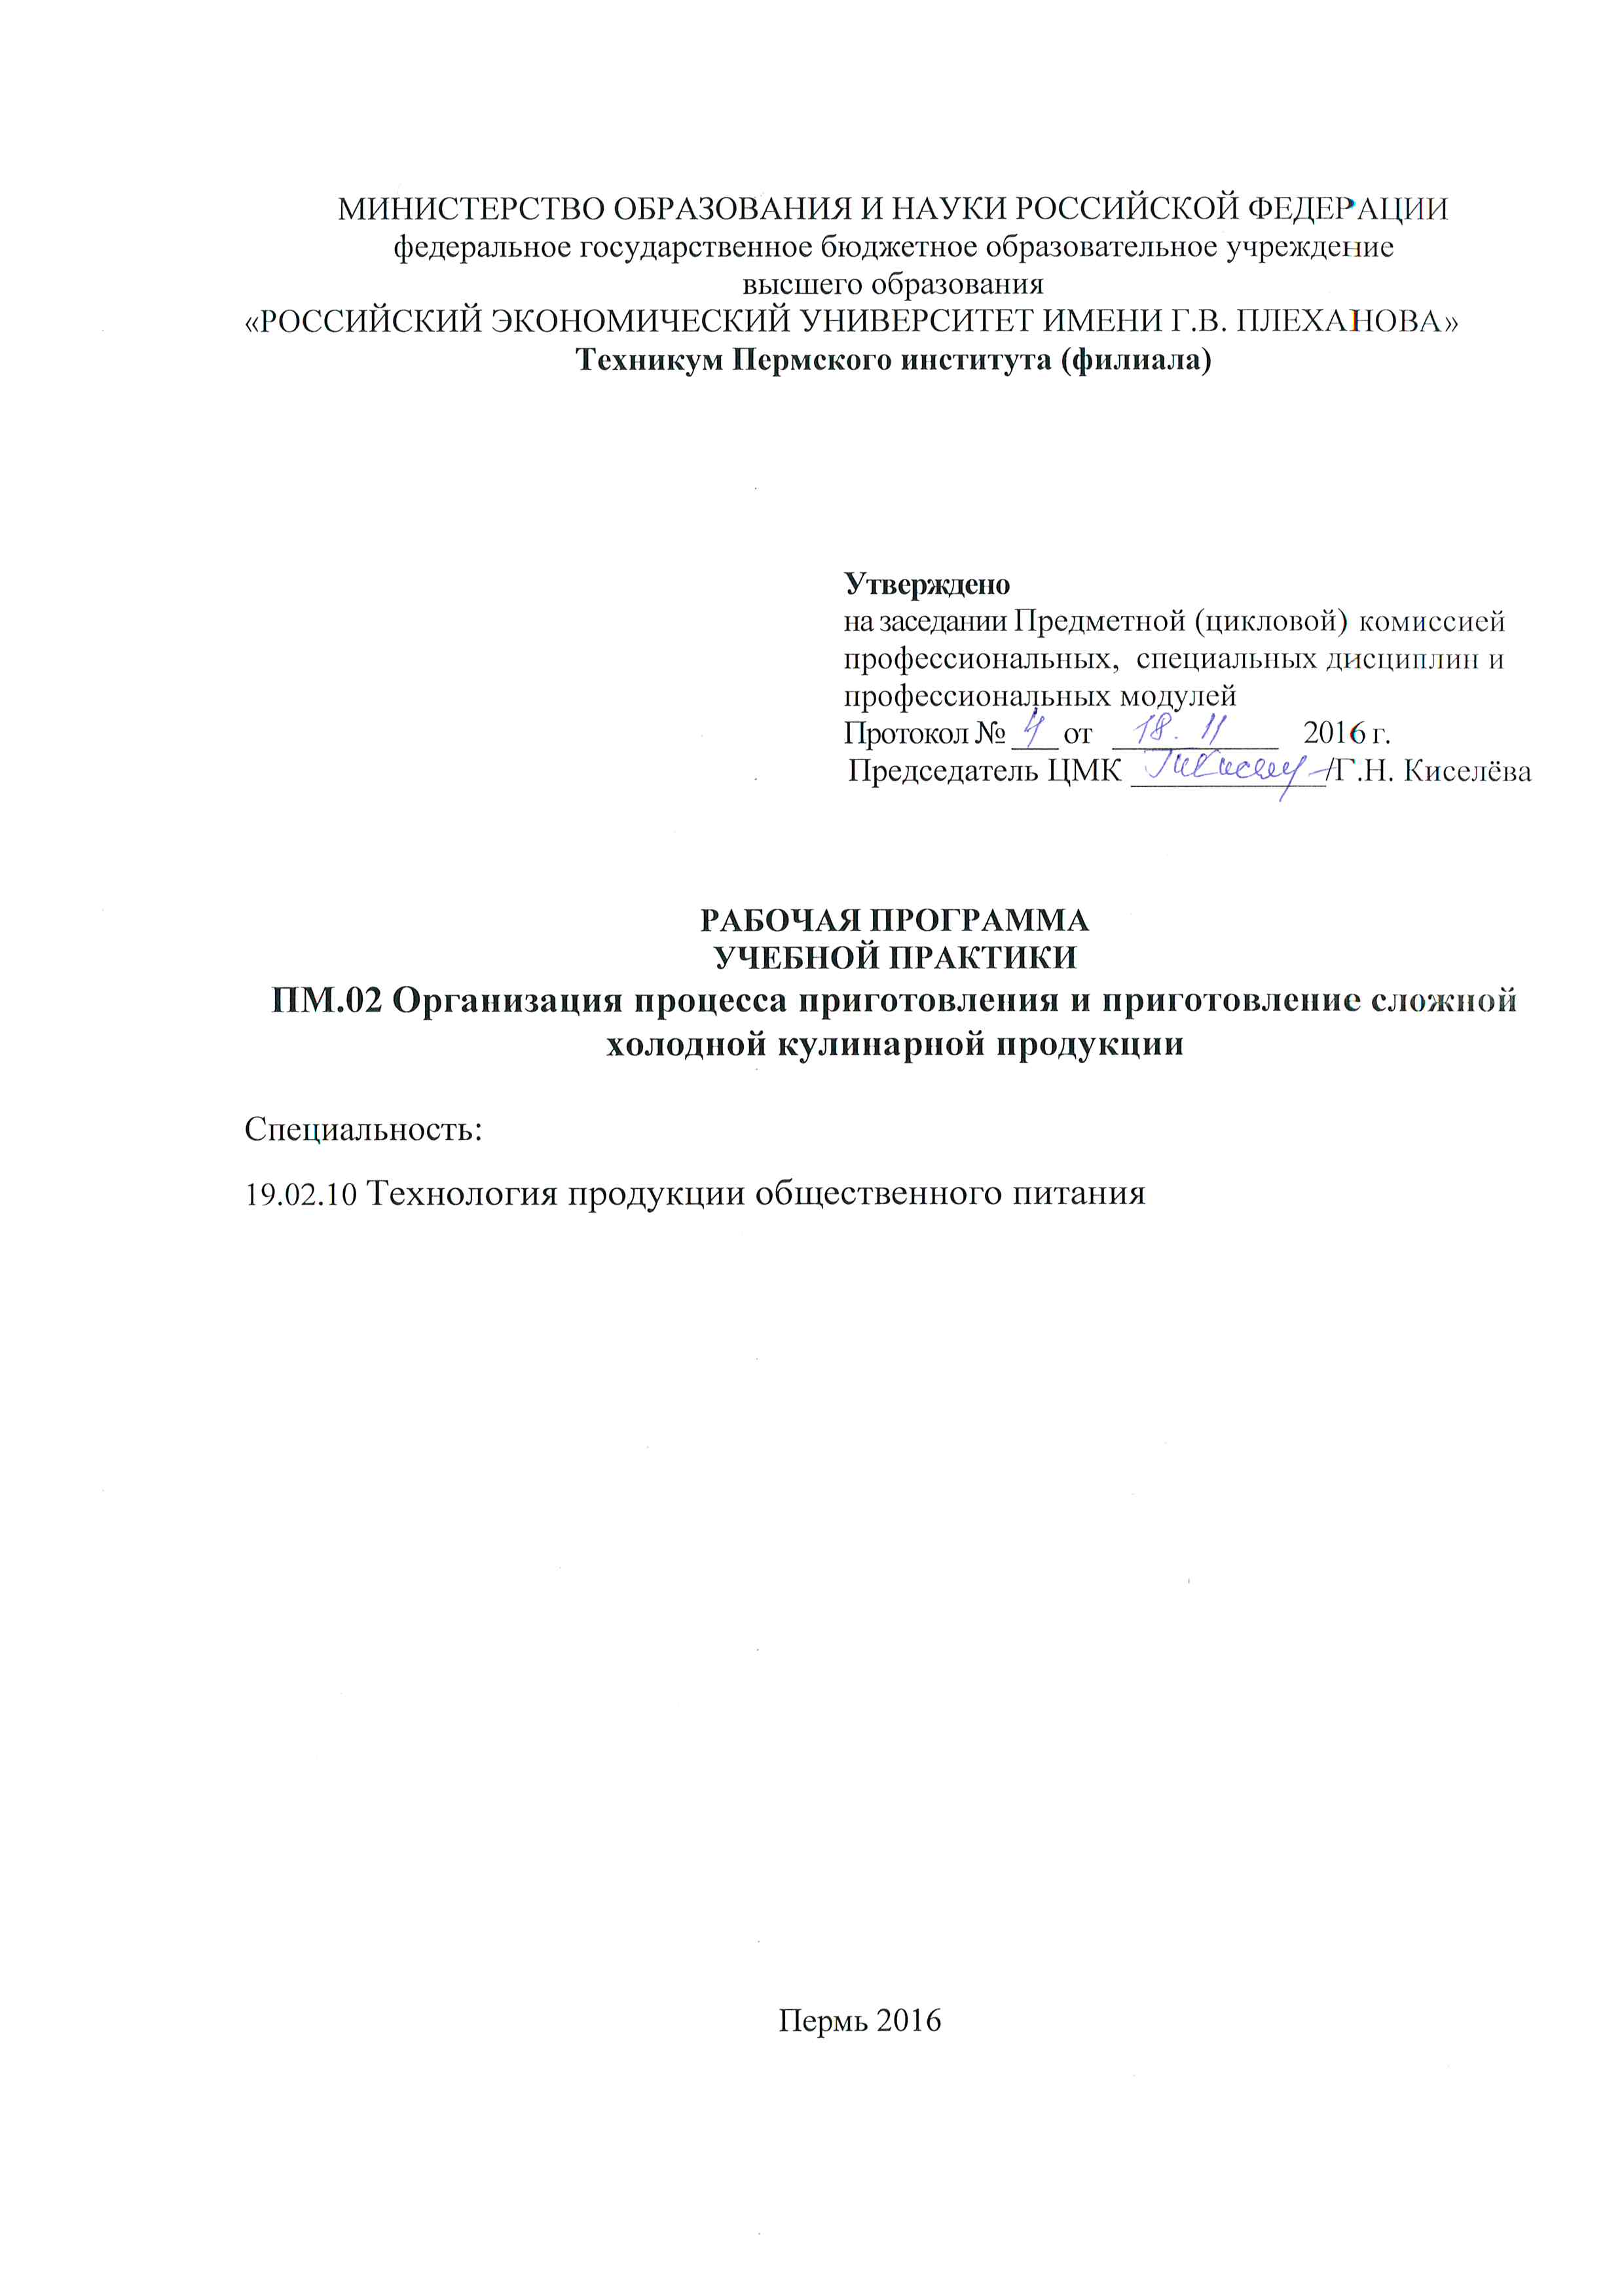 МИНИСТЕРСТВО ОБРАЗОВАНИЯ И НАУКИ РОССИЙСКОЙ ФЕДЕРАЦИИ
федеральное государственное бюджетное образовательное учреждение
высшего образования
«РОССИЙСКИЙ ЭКОНОМИЧЕСКИЙ УНИВЕРСИТЕТ ИМЕНИ Г.В. ПЛЕХАНОВА»
Техникум Пермского института (филиала)
Утверждено
на заседании Предметной (цикловой) комиссией
профессиональных, специальных дисциплин и
профессиональных модулей
Протокол № 4 от 18. 11 2016 г.
Председатель ЦМК /Г.Н. Киселёва
РАБОЧАЯ ПРОГРАММА
УЧЕБНОЙ ПРАКТИКИ
ПМ.02 Организация процесса приготовления и приготовление сложной
холодной кулинарной продукции
Специальность:
19.02.10 Технология продукции общественного питания
Пермь 2016